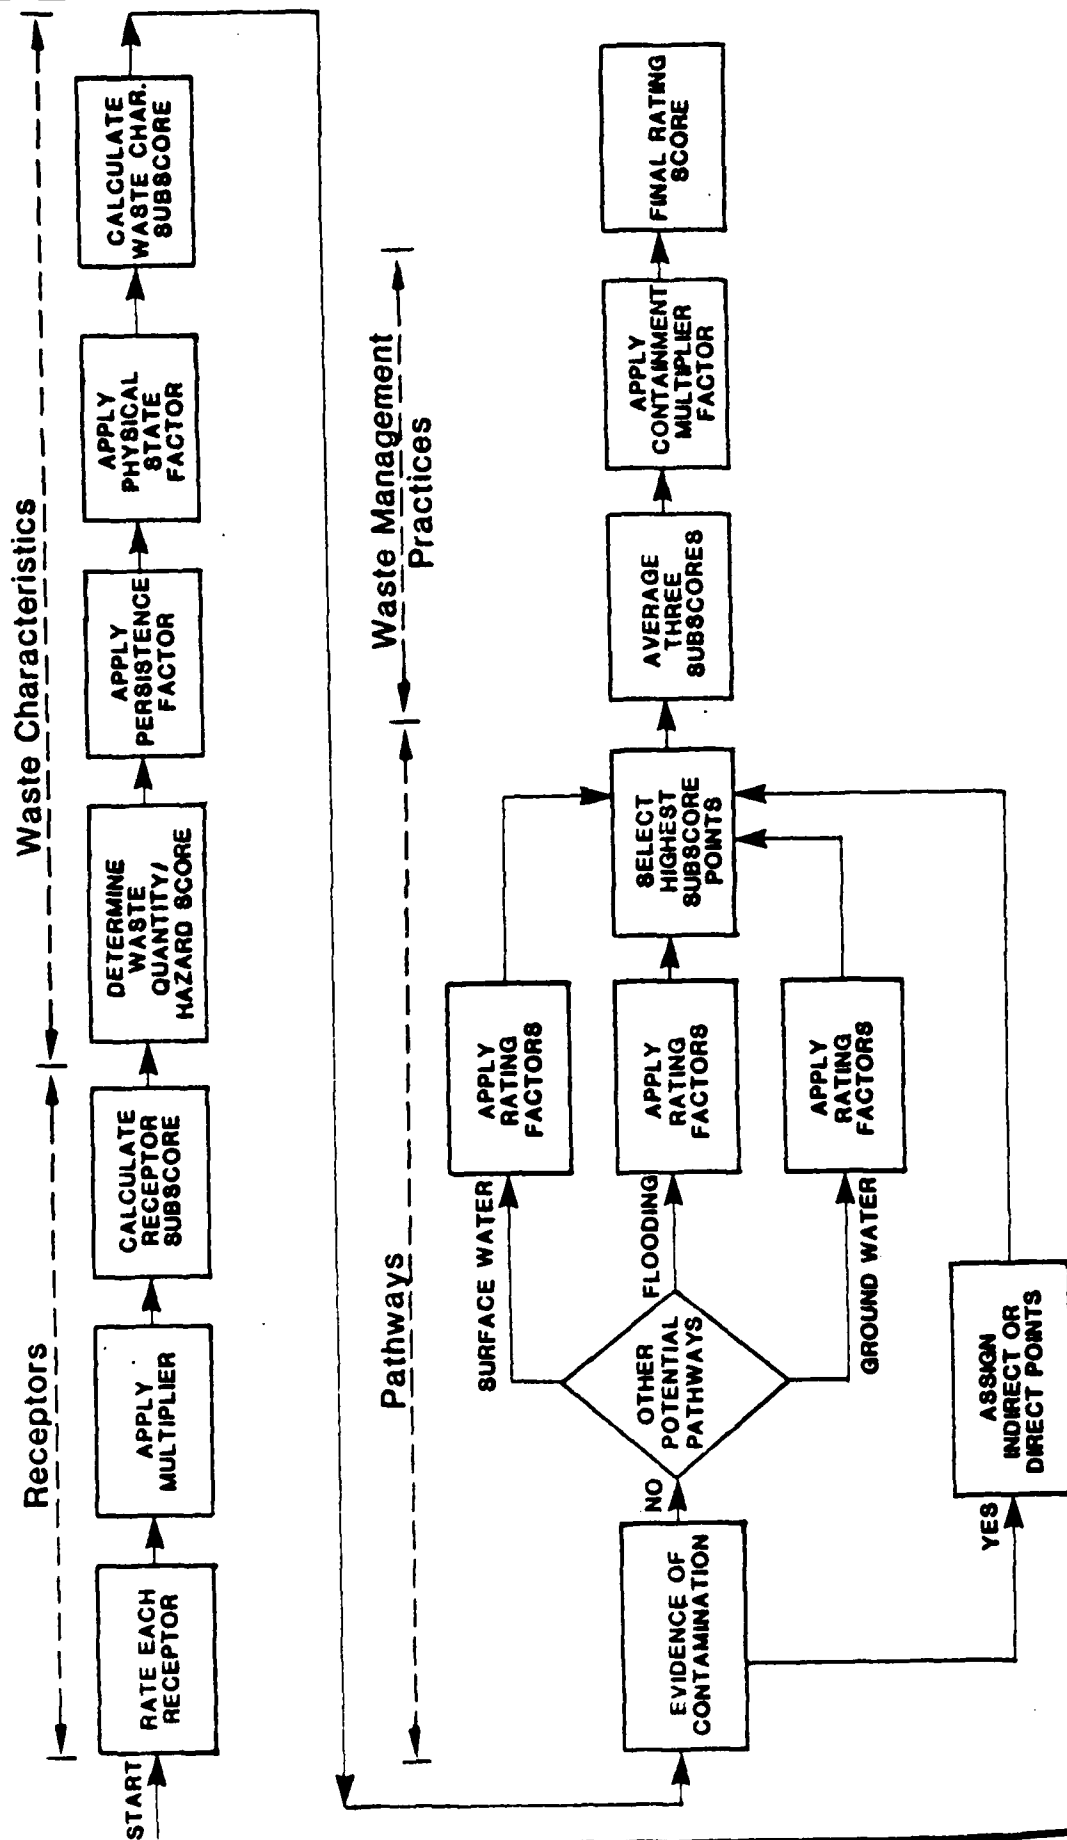 Receptors
Waste Characteristics
START
RATE EACH
RECEPTOR
APPLY
MULTIPLIER
CALCULATE
RECEPTOR
SUBSCORE
DETERMINE
WASTE
QUANTITY/
HAZARD SCORE
APPLY
PERSISTENCE
FACTOR
APPLY
PHYSICAL
STATE
FACTOR
CALCULATE
WASTE CHAR.
SUBSCORE
Pathways
Waste Management
Practices
EVIDENCE OF
CONTAMINATION
NO
YES
OTHER
POTENTIAL
PATHWAYS
SURFACE WATER
FLOODING
GROUND WATER
APPLY
RATING
FACTORS
APPLY
RATING
FACTORS
APPLY
RATING
FACTORS
ASSIGN
INDIRECT OR
DIRECT POINTS
SELECT
HIGHEST
SUBSCORE
POINTS
AVERAGE
THREE
SUBSCORES
APPLY
CONTAINMENT
MULTIPLIER
FACTOR
FINAL RATING
SCORE